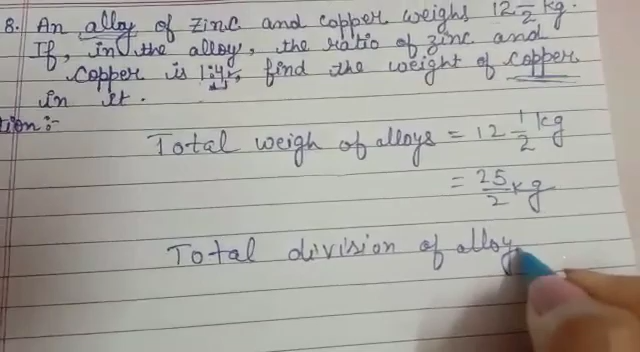 8. An alloy of zinc and copper weighs 12 1/2 kg.
If, in the alloy, the ratio of zinc and
copper is 1:4, find the weight of copper
in it.
tion:-
Total weigh of alloys = 12 1/2 kg
= 25/2 kg
Total division of alloy